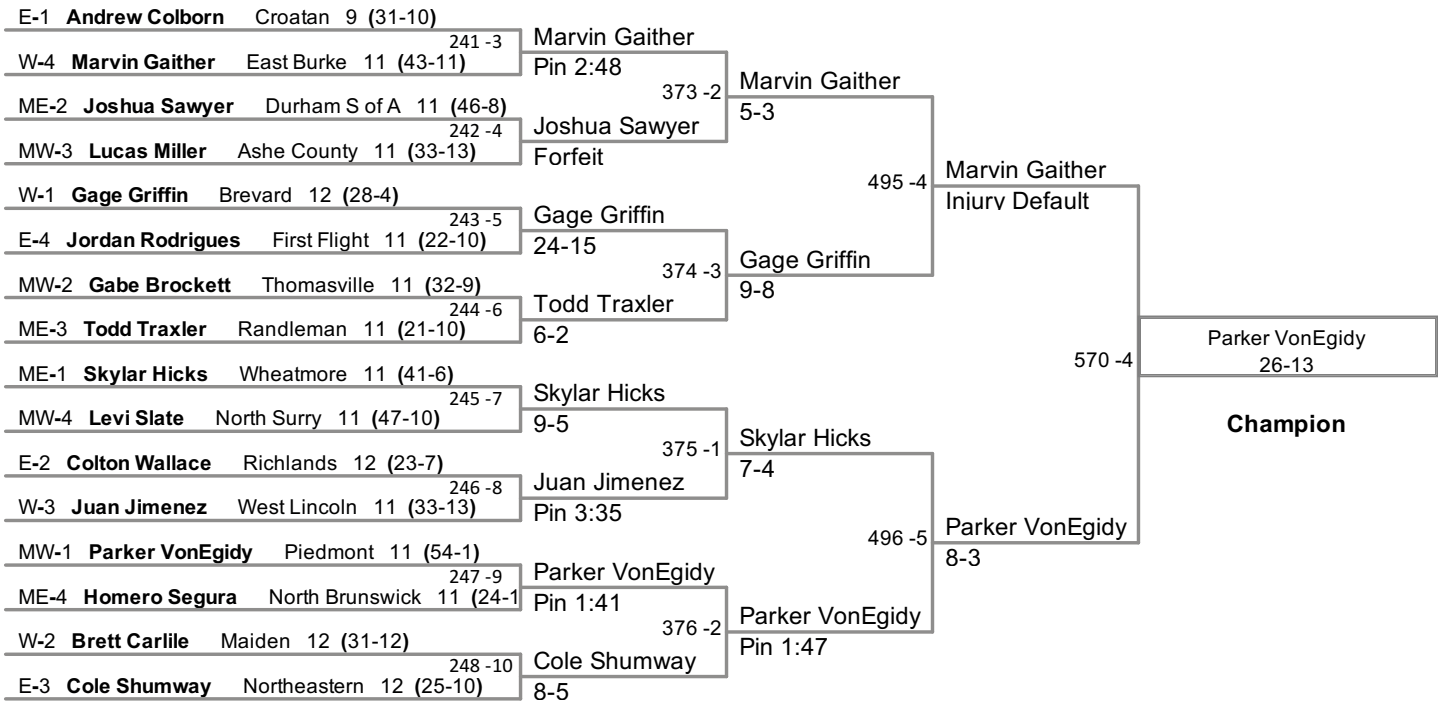 E-1 Andrew Colborn Croatan 9 (31-10)
241 -3
W-4 Marvin Gaither East Burke 11 (43-11)
Marvin Gaither
Pin 2:48
ME-2 Joshua Sawyer Durham S of A 11 (46-8)
242 -4
MW-3 Lucas Miller Ashe County 11 (33-13)
Joshua Sawyer
Forfeit
373 -2
Marvin Gaither
5-3
W-1 Gage Griffin Brevard 12 (28-4)
243 -5
E-4 Jordan Rodrigues First Flight 11 (22-10)
Gage Griffin
24-15
MW-2 Gabe Brockett Thomasville 11 (32-9)
244 -6
ME-3 Todd Traxler Randleman 11 (21-10)
Todd Traxler
6-2
374 -3
Gage Griffin
9-8
495 -4
Marvin Gaither
Injury Default
ME-1 Skylar Hicks Wheatmore 11 (41-6)
245 -7
MW-4 Levi Slate North Surry 11 (47-10)
Skylar Hicks
9-5
E-2 Colton Wallace Richlands 12 (23-7)
246 -8
W-3 Juan Jimenez West Lincoln 11 (33-13)
Juan Jimenez
Pin 3:35
375 -1
Skylar Hicks
7-4
MW-1 Parker VonEgidy Piedmont 11 (54-1)
247 -9
ME-4 Homero Segura North Brunswick 11 (24-1
Parker VonEgidy
Pin 1:41
W-2 Brett Carlile Maiden 12 (31-12)
248 -10
E-3 Cole Shumway Northeastern 12 (25-10)
Cole Shumway
8-5
376 -2
Parker VonEgidy
Pin 1:47
496 -5
Parker VonEgidy
8-3
570 -4
Parker VonEgidy
26-13
Champion